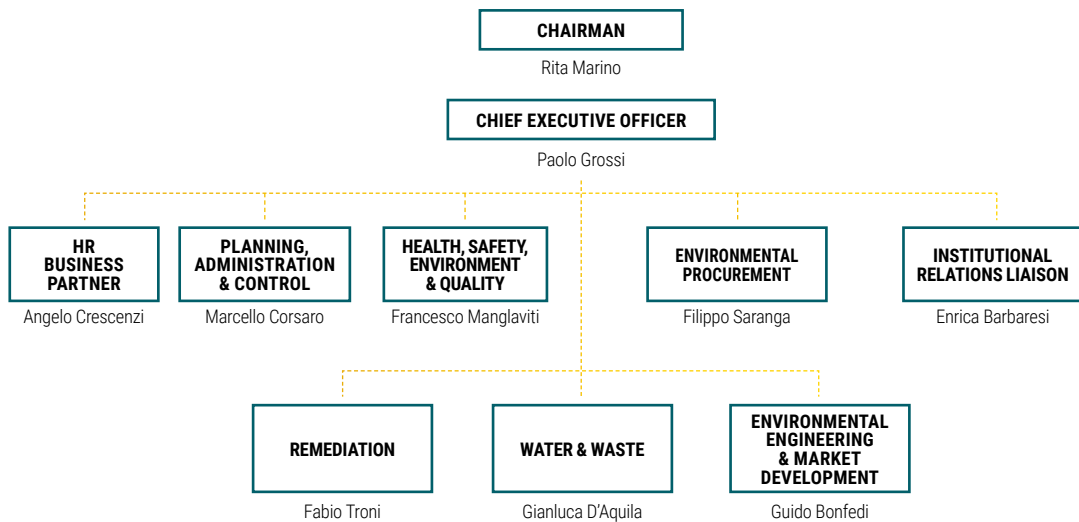 CHAIRMAN
Rita Marino
CHIEF EXECUTIVE OFFICER
Paolo Grossi
HR
BUSINESS
PARTNER
Angelo Crescenzi
PLANNING,
ADMINISTRATION
& CONTROL
Marcello Corsaro
HEALTH, SAFETY,
ENVIRONMENT
& QUALITY
Francesco Manglaviti
ENVIRONMENTAL
PROCUREMENT
Filippo Saranga
INSTITUTIONAL
RELATIONS LIAISON
Enrica Barbaresi
REMEDIATION
Fabio Troni
WATER & WASTE
Gianluca D'Aquila
ENVIRONMENTAL
ENGINEERING
& MARKET
DEVELOPMENT
Guido Bonfedi